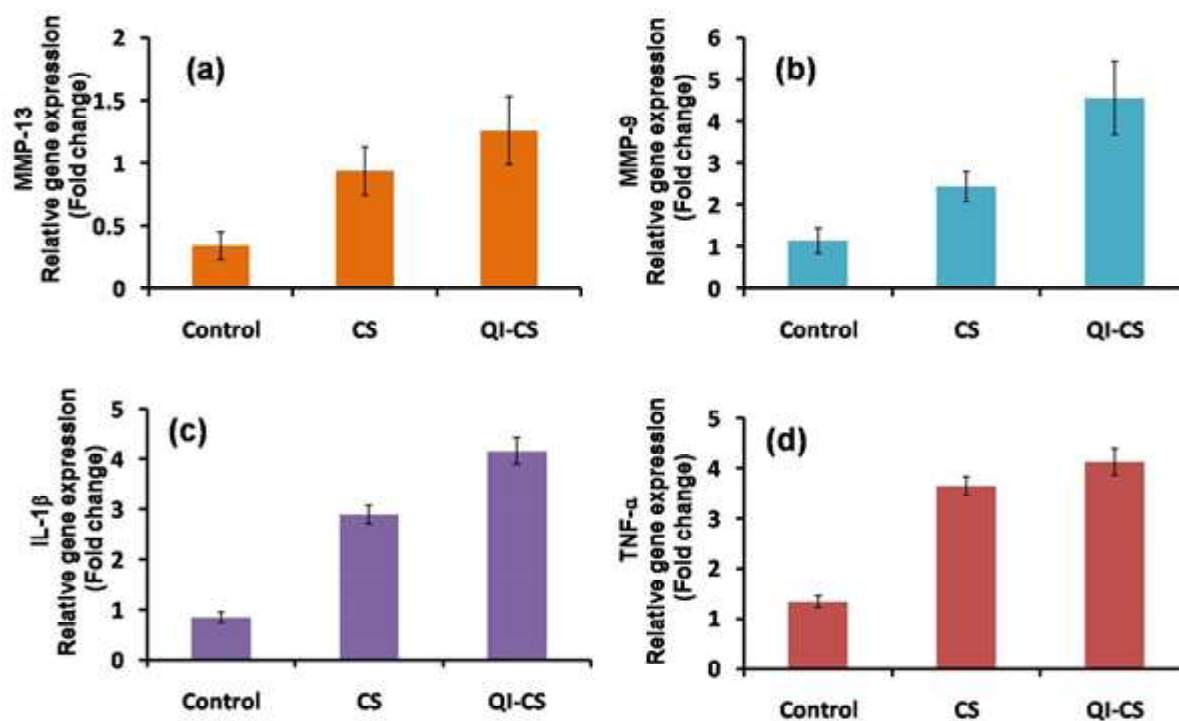 (a)
MMP-13
Relative gene expression
(Fold change)
2
1.5
1
0.5
0
Control CS QI-CS
(b)
MMP-9
Relative gene expression
(Fold change)
6
5
4
3
2
1
0
Control CS QI-CS
(c)
IL-1β
Relative gene expression
(Fold change)
5
4
3
2
1
0
Control CS QI-CS
(d)
TNF-α
Relative gene expression
(Fold change)
5
4
3
2
1
0
Control CS QI-CS